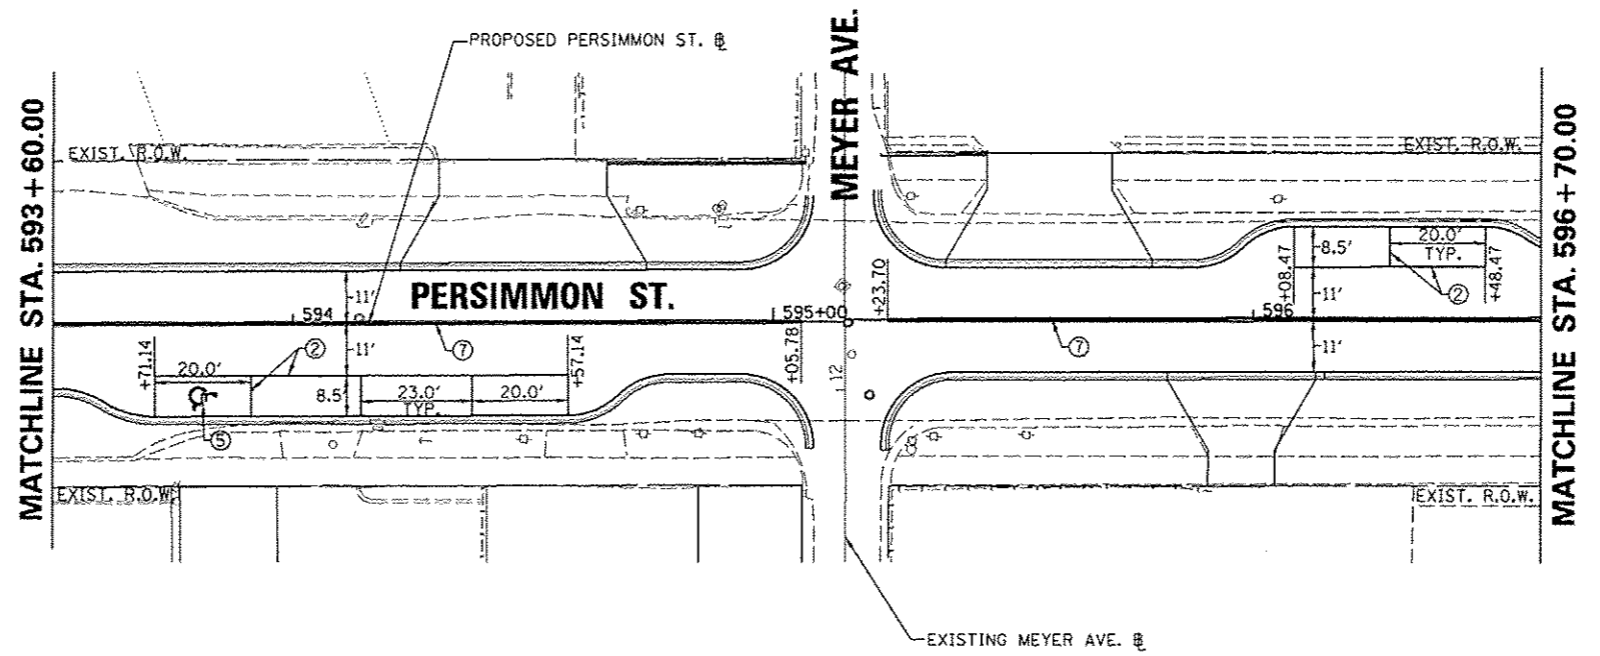 PROPOSED PERSIMMON ST. ℄
MEYER AVE.
MATCHLINE STA. 593+60.00
EXIST. R.O.W.
EXIST. R.O.W.
MATCHLINE STA. 596+70.00
20.0'
TYP.
8.5'
+08.47
+48.47
2
11'
PERSIMMON ST.
+23.70
11'
594
595+00
596
7
7
11'
11'
2
+71.14
20.0'
+57.14
+05.78
12
8.5'
23.0'
TYP.
20.0'
5
EXIST. R.O.W.
EXIST. R.O.W.
EXISTING MEYER AVE. ℄